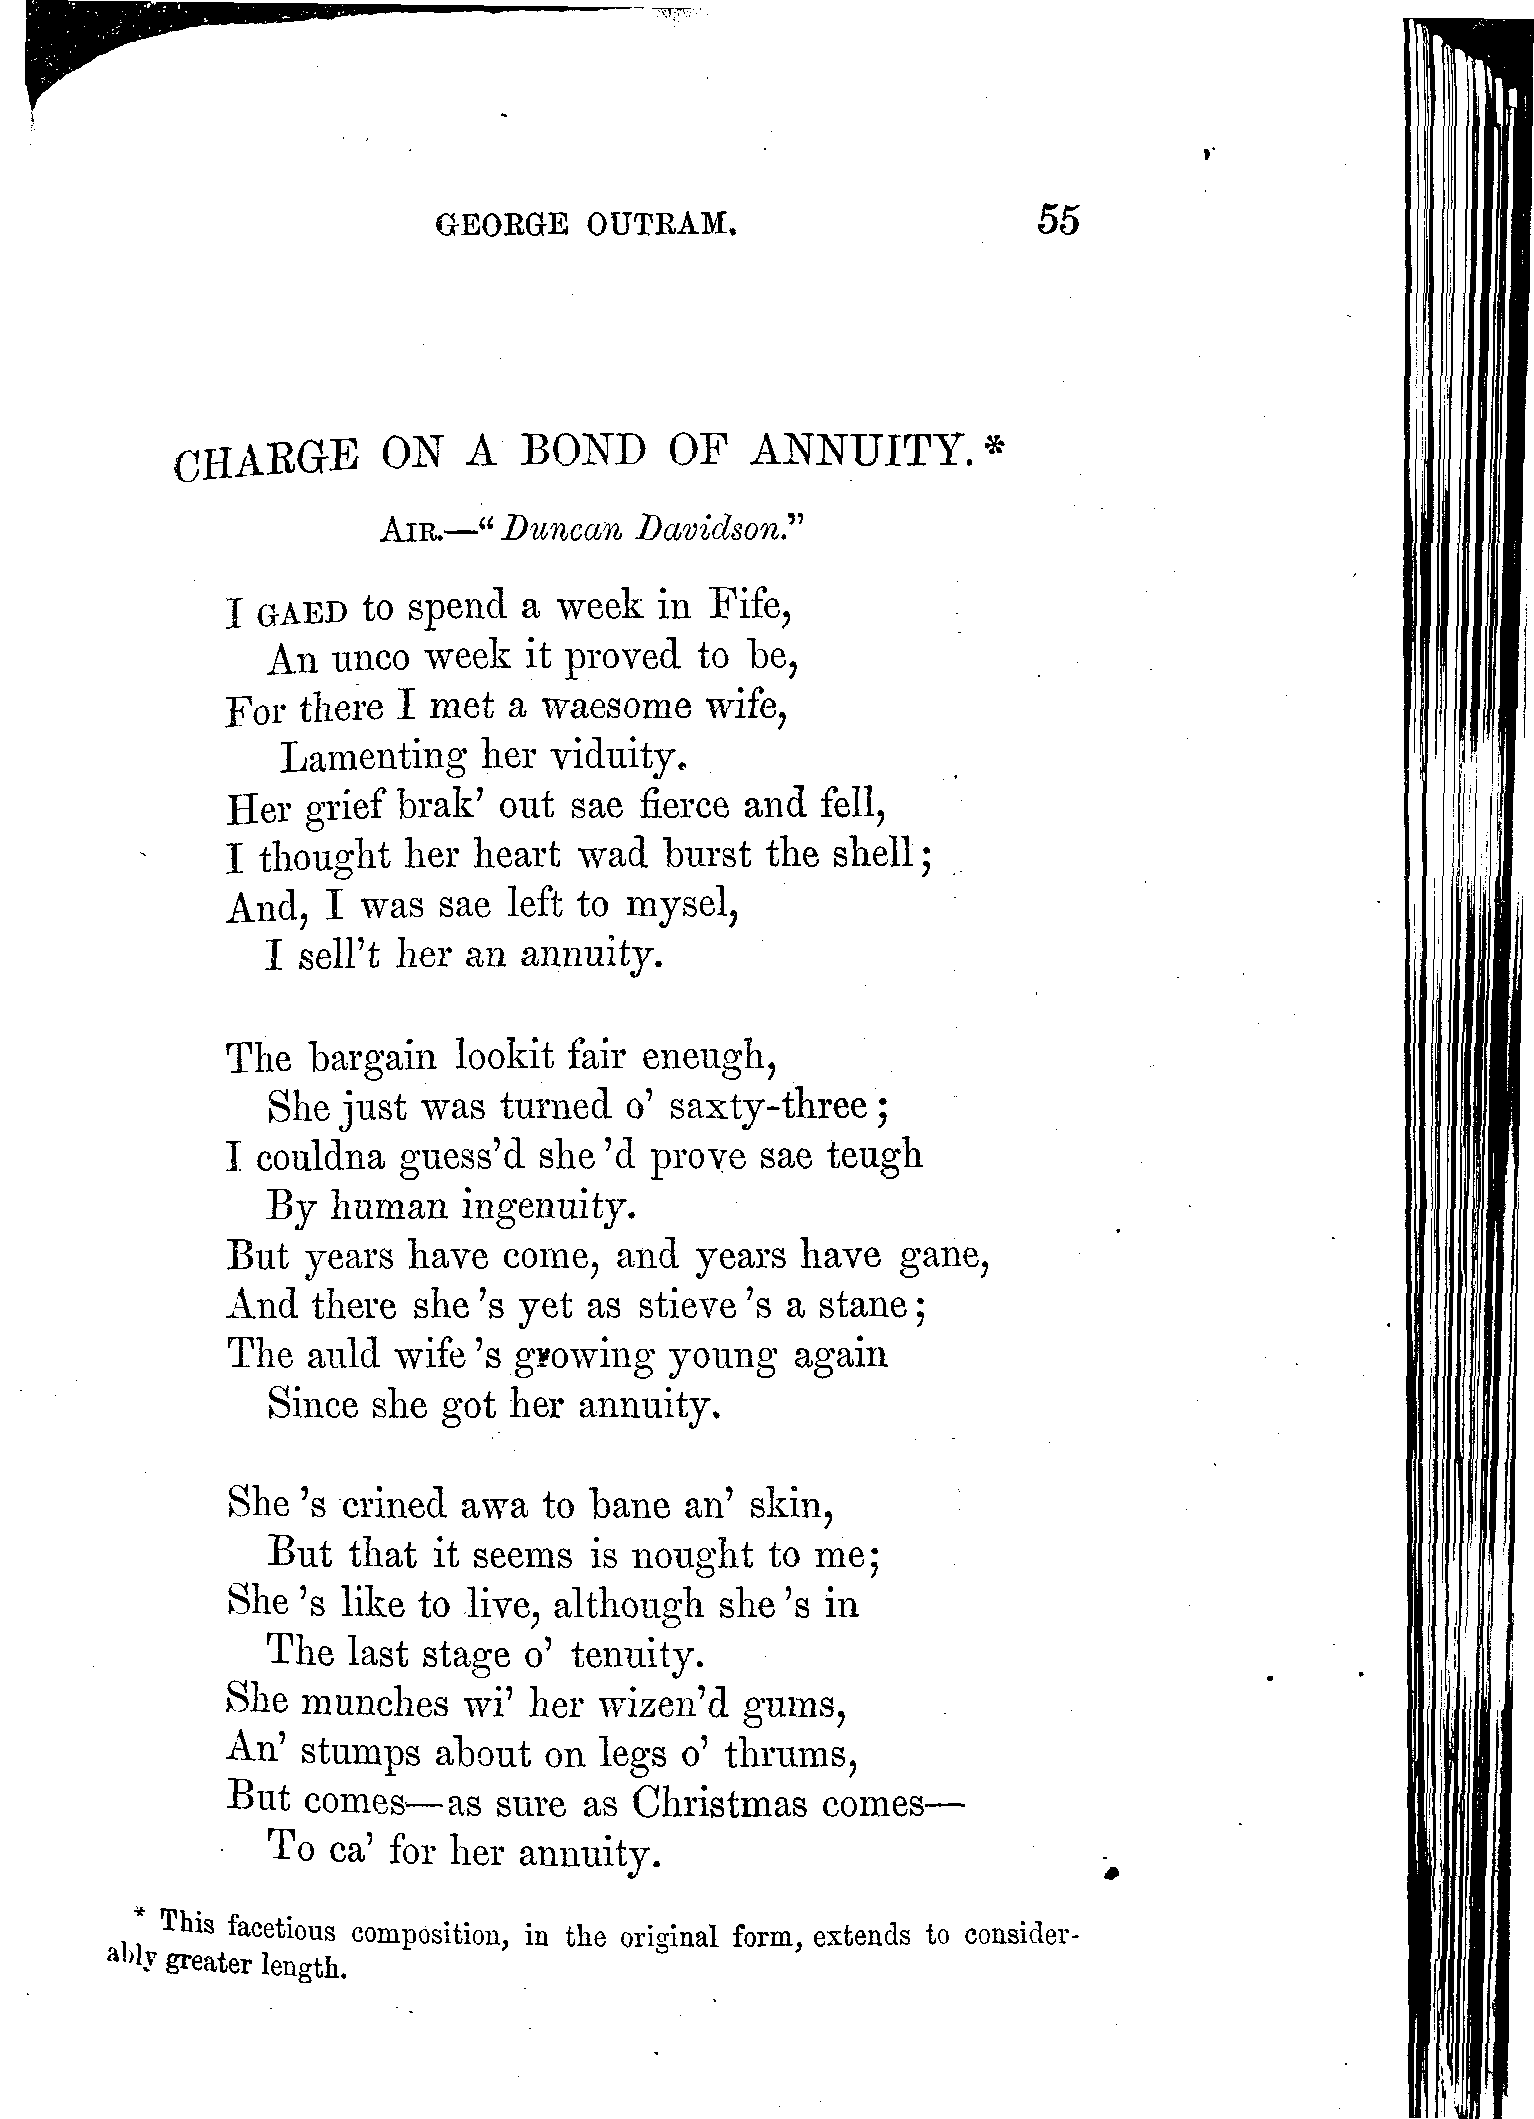 GEORGE OUTRAM. 55
CHARGE ON A BOND OF ANNUITY.*
AIR.—“Duncan Davidson.”
I GAED to spend a week in Fife,
An unco week it proved to be,
For there I met a waesome wife,
Lamenting her viduity.
Her grief brak’ out sae fierce and fell,
I thought her heart wad burst the shell;
And, I was sae left to mysel,
I sell’t her an annuity.
The bargain lookit fair eneugh,
She just was turned o’ saxty-three;
I couldna guess’d she’d prove sae teugh
By human ingenuity.
But years have come, and years have gane,
And there she’s yet as stieve’s a stane;
The auld wife’s growing young again
Since she got her annuity.
She’s crined awa to bane an’ skin,
But that it seems is nought to me;
She’s like to live, although she’s in
The last stage o’ tenuity.
She munches wi’ her wizen’d gums,
An’ stumps about on legs o’ thrums,
But comes—as sure as Christmas comes—
To ca’ for her annuity.
* This facetious composition, in the original form, extends to consider-
ably greater length.